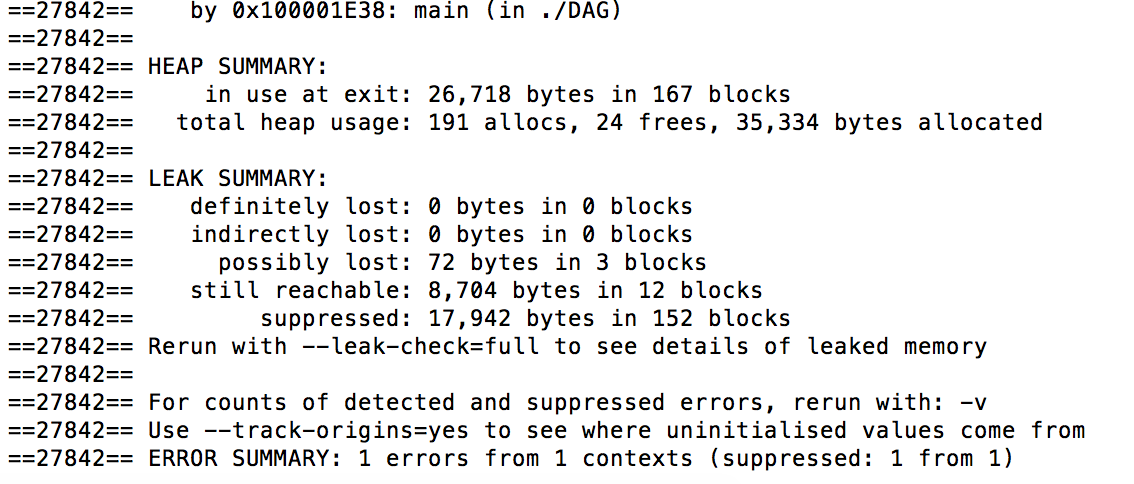 ==27842==    by 0x100001E38: main (in ./DAG)
==27842==
==27842== HEAP SUMMARY:
==27842==     in use at exit: 26,718 bytes in 167 blocks
==27842==   total heap usage: 191 allocs, 24 frees, 35,334 bytes allocated
==27842==
==27842== LEAK SUMMARY:
==27842==    definitely lost: 0 bytes in 0 blocks
==27842==    indirectly lost: 0 bytes in 0 blocks
==27842==      possibly lost: 72 bytes in 3 blocks
==27842==    still reachable: 8,704 bytes in 12 blocks
==27842==         suppressed: 17,942 bytes in 152 blocks
==27842== Rerun with --leak-check=full to see details of leaked memory
==27842==
==27842== For counts of detected and suppressed errors, rerun with: -v
==27842== Use --track-origins=yes to see where uninitialised values come from
==27842== ERROR SUMMARY: 1 errors from 1 contexts (suppressed: 1 from 1)